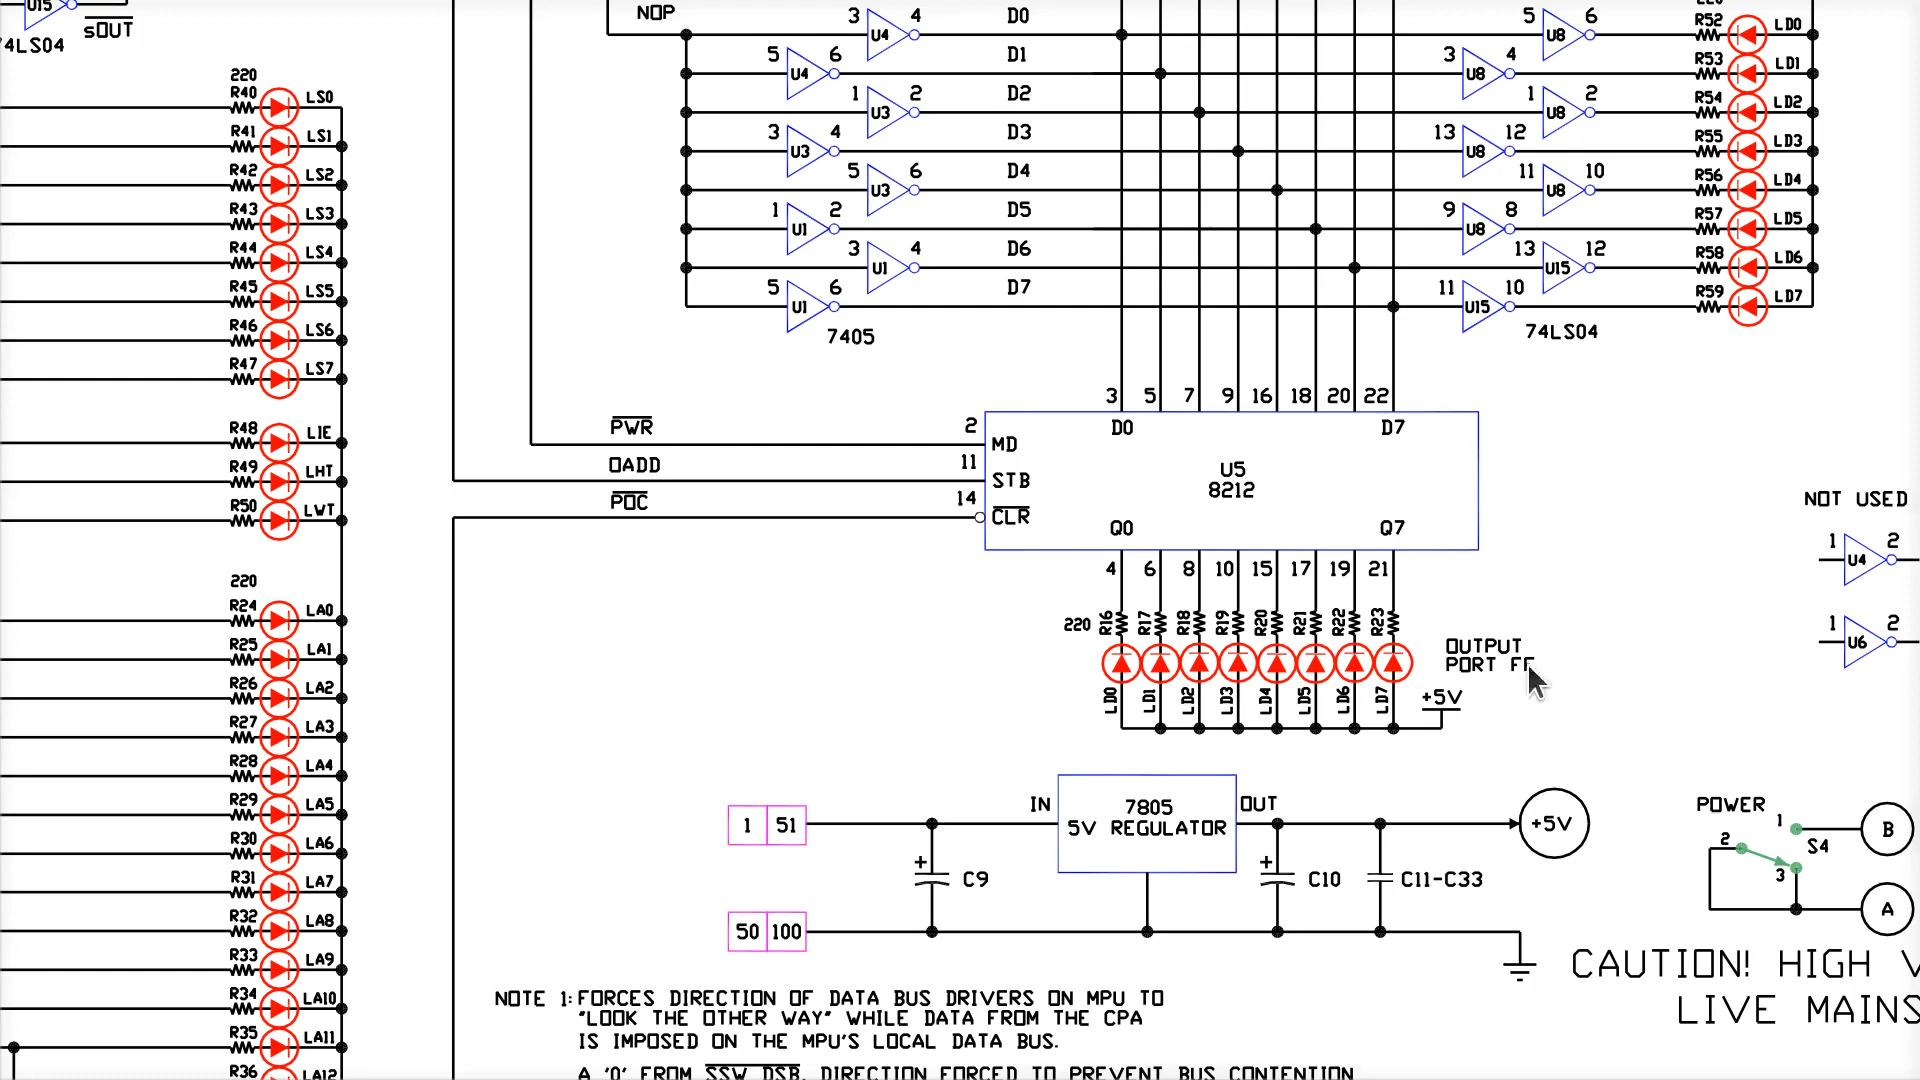 U15
sOUT
74LS04
220
R40 LS0
R41 LS1
R42 LS2
R43 LS3
R44 LS4
R45 LS5
R46 LS6
R47 LS7
R48 LIE
R49 LHT
R50 LWT
220
R24 LA0
R25 LA1
R26 LA2
R27 LA3
R28 LA4
R29 LA5
R30 LA6
R31 LA7
R32 LA8
R33 LA9
R34 LA10
R35 LA11
R36 LA12
NOP
3 U4 4 D0 5 U8 6 R52 LD0
5 U4 6 D1 3 U8 4 R53 LD1
1 U3 2 D2 1 U8 2 R54 LD2
3 U3 4 D3 13 U8 12 R55 LD3
5 U3 6 D4 11 U8 10 R56 LD4
1 U1 2 D5 9 U8 8 R57 LD5
3 U1 4 D6 13 U15 12 R58 LD6
5 U1 6 D7 11 U15 10 R59 LD7
7405 74LS04
3 5 7 9 16 18 20 22
PWR 2 MD D0 D7
OADD 11 STB
POC 14 CLR
U5
8212
Q0 Q7
4 6 8 10 15 17 19 21
220 R16 R17 R18 R19 R20 R21 R22 R23
LD0 LD1 LD2 LD3 LD4 LD5 LD6 LD7
OUTPUT
PORT FF
+5V
NOT USED
1 U4 2
1 U6 2
1 51 IN 7805 OUT +5V
5V REGULATOR
+ C9 + C10 C11-C33
50 100
POWER 1 B
2 S4
3 A
CAUTION! HIGH
LIVE MAINS
NOTE 1: FORCES DIRECTION OF DATA BUS DRIVERS ON MPU TO
"LOOK THE OTHER WAY" WHILE DATA FROM THE CPA
IS IMPOSED ON THE MPU'S LOCAL DATA BUS.
A '0' FROM SSW DSB, DIRECTION FORCED TO PREVENT BUS CONTENTION